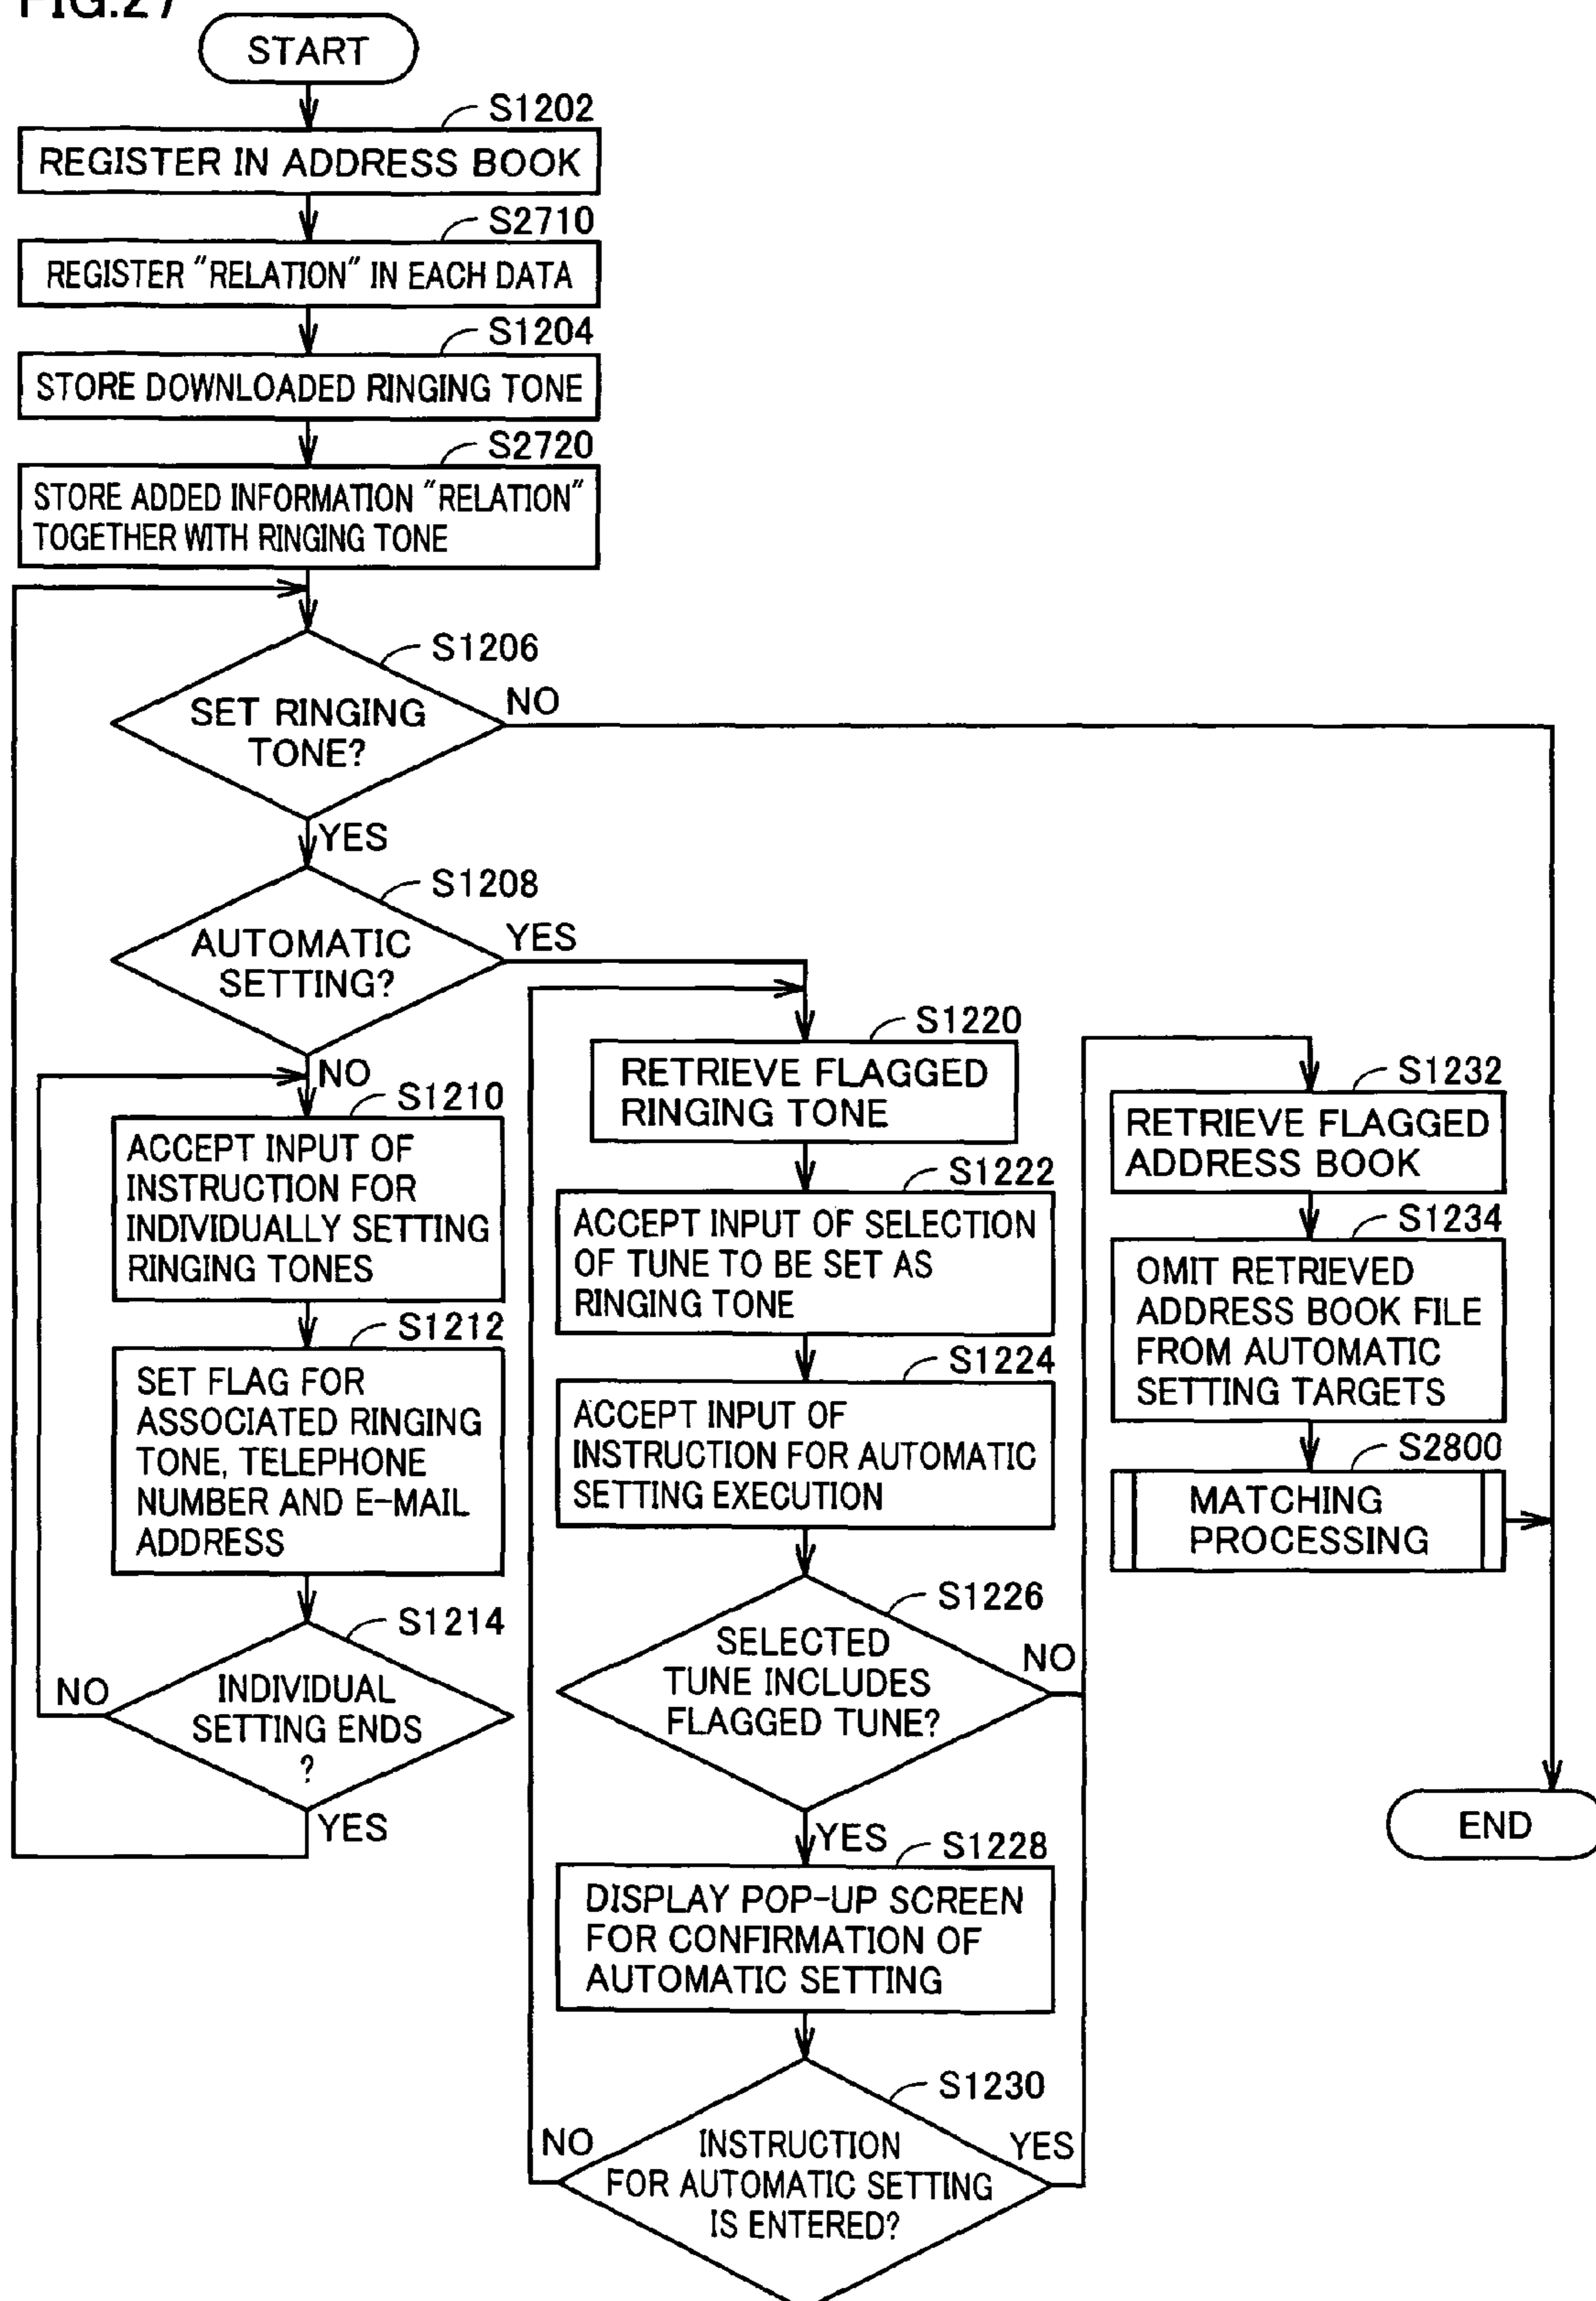 FIG.27
START
S1202
REGISTER IN ADDRESS BOOK
S2710
REGISTER "RELATION" IN EACH DATA
S1204
STORE DOWNLOADED RINGING TONE
S2720
STORE ADDED INFORMATION "RELATION"
TOGETHER WITH RINGING TONE
S1206
SET RINGING
TONE?
NO
YES
S1208
AUTOMATIC
SETTING?
YES
NO
S1210
ACCEPT INPUT OF
INSTRUCTION FOR
INDIVIDUALLY SETTING
RINGING TONES
S1212
SET FLAG FOR
ASSOCIATED RINGING
TONE, TELEPHONE
NUMBER AND E-MAIL
ADDRESS
S1214
INDIVIDUAL
SETTING ENDS
?
NO
YES
S1220
RETRIEVE FLAGGED
RINGING TONE
S1222
ACCEPT INPUT OF SELECTION
OF TUNE TO BE SET AS
RINGING TONE
S1224
ACCEPT INPUT OF
INSTRUCTION FOR AUTOMATIC
SETTING EXECUTION
S1226
SELECTED
TUNE INCLUDES
FLAGGED TUNE?
NO
YES
S1228
DISPLAY POP-UP SCREEN
FOR CONFIRMATION OF
AUTOMATIC SETTING
S1230
INSTRUCTION
FOR AUTOMATIC SETTING
IS ENTERED?
NO
YES
S1232
RETRIEVE FLAGGED
ADDRESS BOOK
S1234
OMIT RETRIEVED
ADDRESS BOOK FILE
FROM AUTOMATIC
SETTING TARGETS
S2800
MATCHING
PROCESSING
END